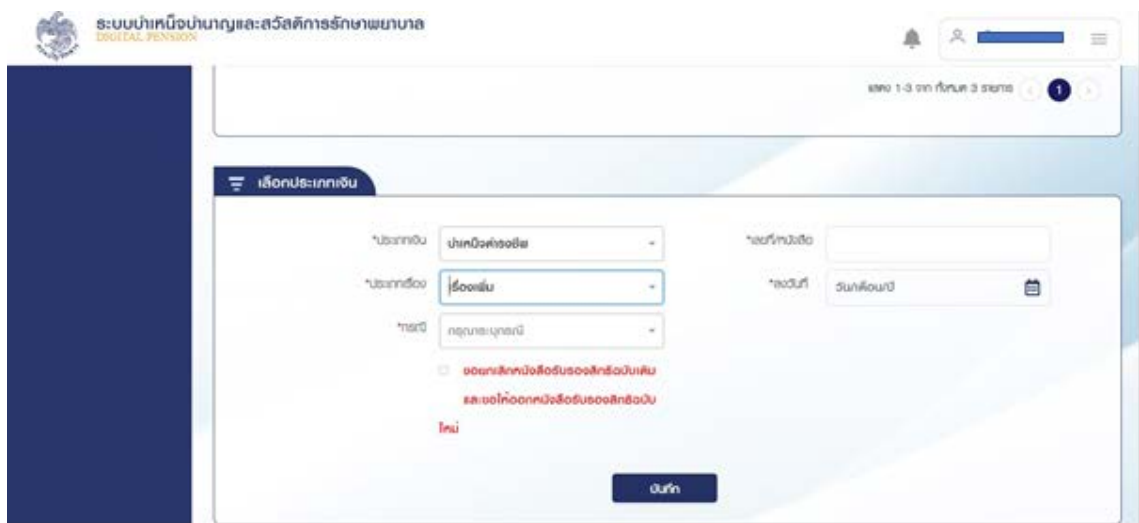 ระบบบำเหน็จบำนาญและสวัสดิการรักษาพยาบาล
DIGITAL PENSION
แสดง 1-3 จาก ทั้งหมด 3 รายการ 1
เลือกประเภทเงิน
*ประเภทเงิน บำเหน็จดำรงชีพ *เลขที่หนังสือ
*ประเภทเรื่อง เรื่องเพิ่ม *ลงวันที่ วัน/เดือน/ปี
*กรณี กรุณาระบุกรณี
ขอยกเลิกหนังสือรับรองสิทธิฉบับเดิม
และขอให้ออกหนังสือรับรองสิทธิฉบับ
ใหม่
บันทึก